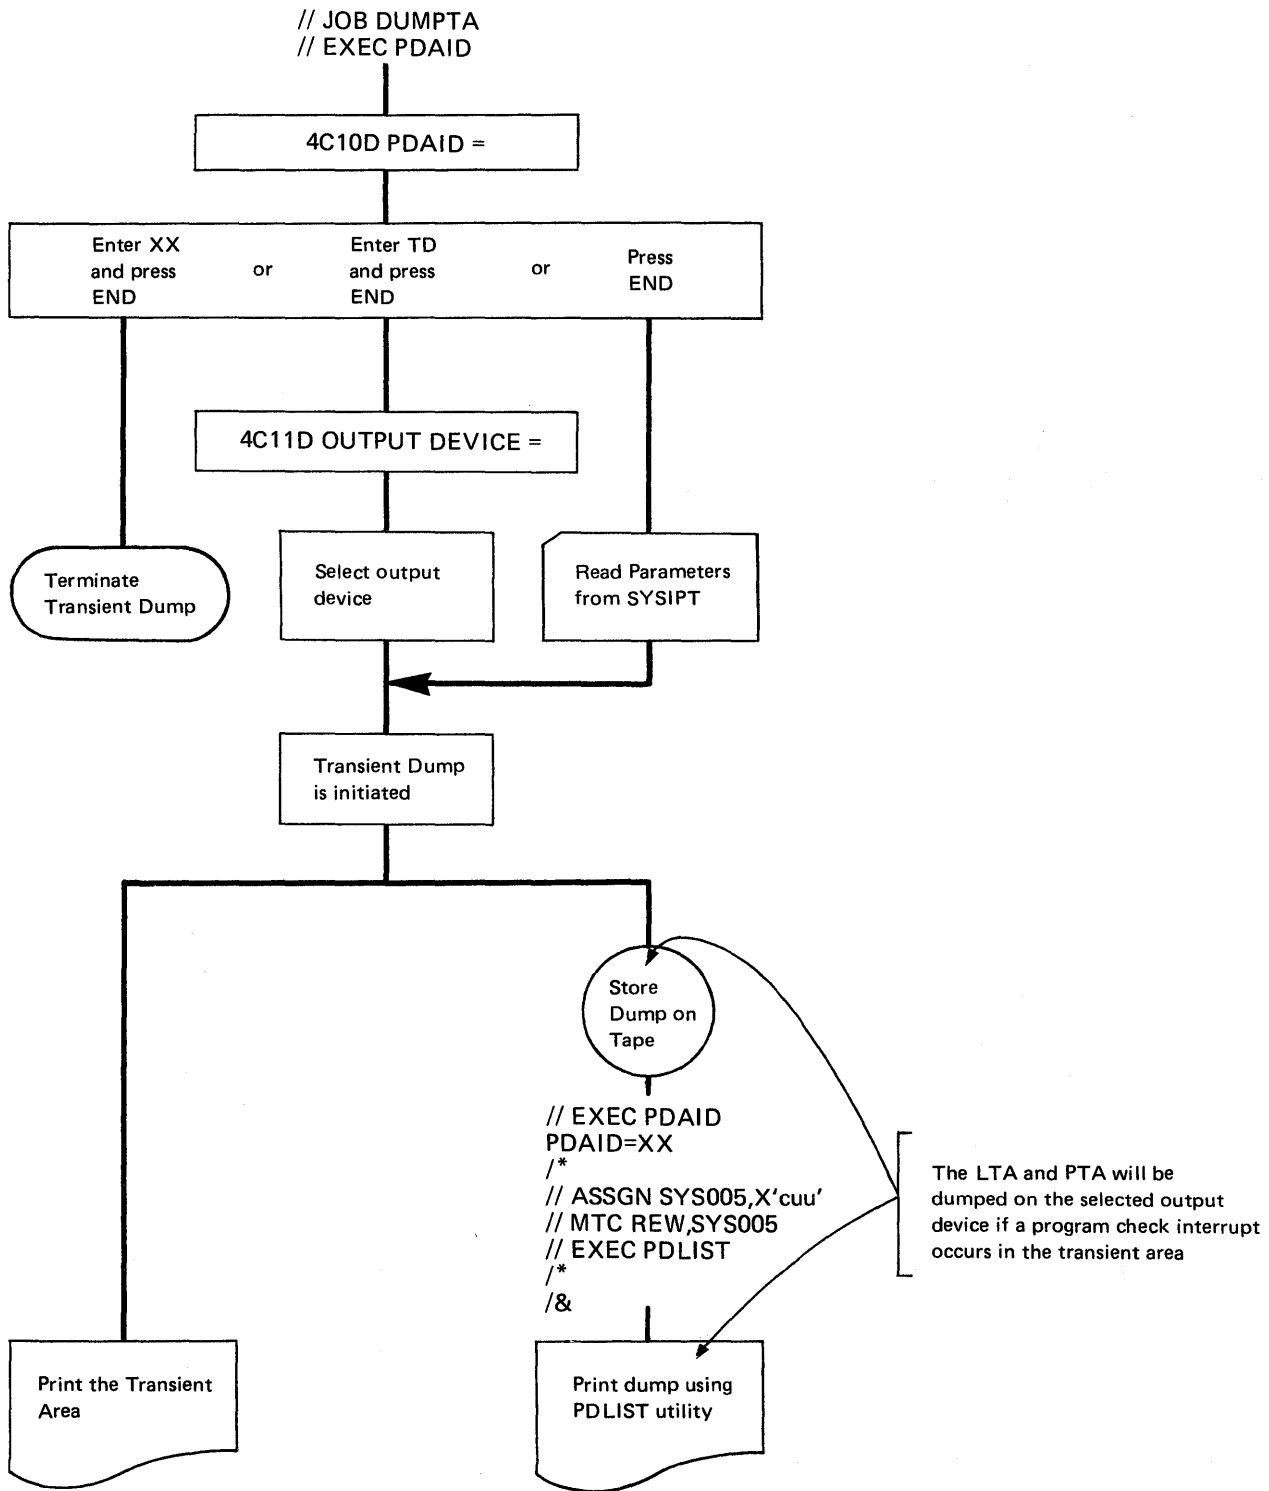 // JOB DUMPTA
// EXEC PDAID
4C10D PDAID =
Enter XX
and press
END
or
Enter TD
and press
END
or
Press
END
4C11D OUTPUT DEVICE =
Terminate
Transient Dump
Select output
device
Read Parameters
from SYSIPT
Transient Dump
is initiated
Store
Dump on
Tape
// EXEC PDAID
PDAID=XX
/*
// ASSGN SYS005,X'cuu'
// MTC REW,SYS005
// EXEC PDLIST
/*
/&
The LTA and PTA will be
dumped on the selected output
device if a program check interrupt
occurs in the transient area
Print the Transient
Area
Print dump using
PDLIST utility